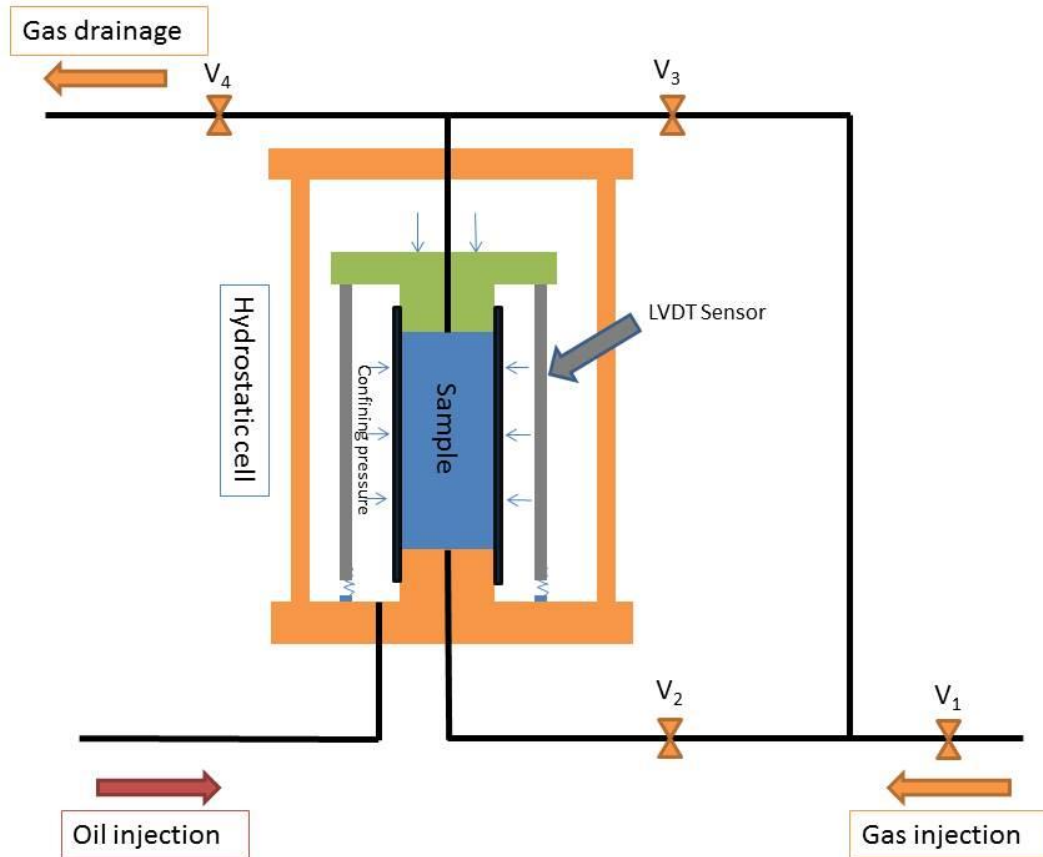 Gas drainage
V₄
V₃
LVDT Sensor
Hydrostatic cell
Confining pressure
Sample
V₂
V₁
Oil injection
Gas injection